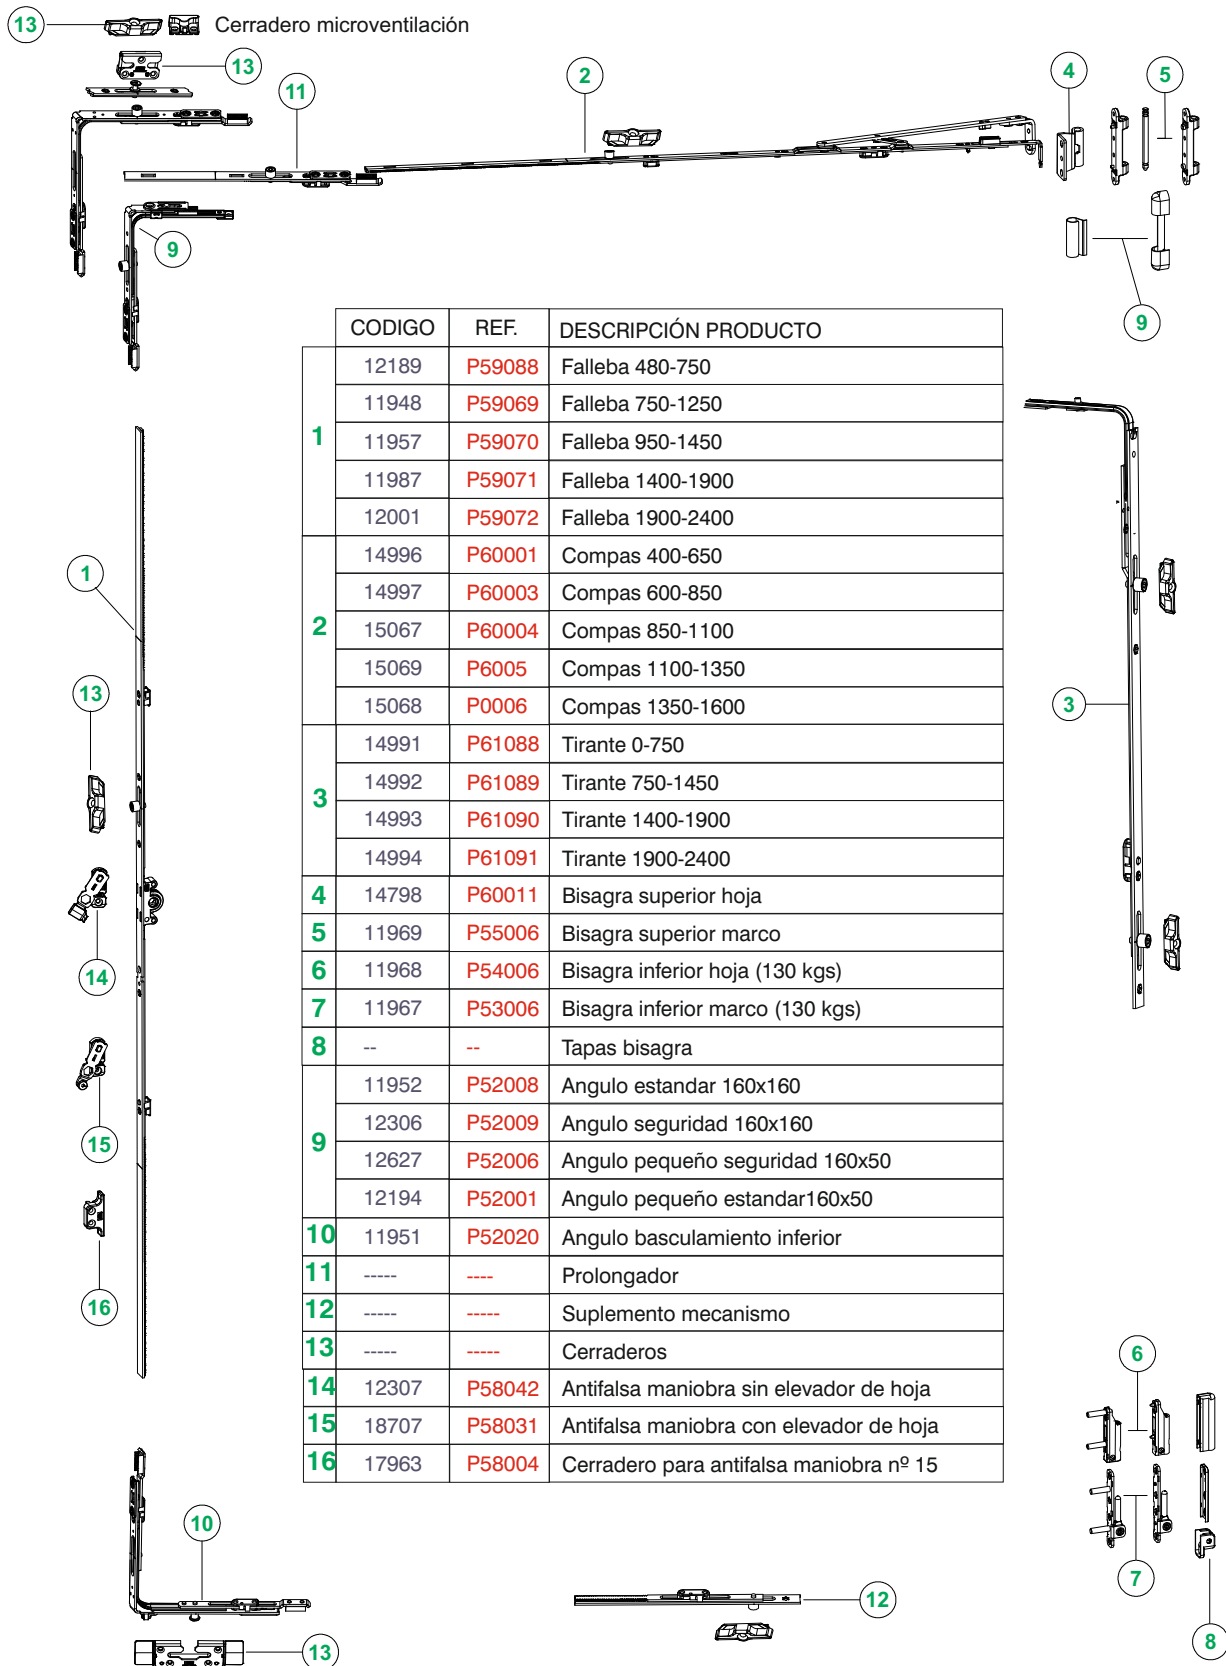 13 Cerradero microventilación
13
2
4
5
11
9
9
CODIGO REF. DESCRIPCIÓN PRODUCTO
1
12189 P59088 Falleba 480-750
11948 P59069 Falleba 750-1250
11957 P59070 Falleba 950-1450
11987 P59071 Falleba 1400-1900
12001 P59072 Falleba 1900-2400
2
14996 P60001 Compas 400-650
14997 P60003 Compas 600-850
15067 P60004 Compas 850-1100
15069 P6005 Compas 1100-1350
15068 P0006 Compas 1350-1600
3
14991 P61088 Tirante 0-750
14992 P61089 Tirante 750-1450
14993 P61090 Tirante 1400-1900
14994 P61091 Tirante 1900-2400
4 14798 P60011 Bisagra superior hoja
5 11969 P55006 Bisagra superior marco
6 11968 P54006 Bisagra inferior hoja (130 kgs)
7 11967 P53006 Bisagra inferior marco (130 kgs)
8 -- -- Tapas bisagra
9
11952 P52008 Angulo estandar 160x160
12306 P52009 Angulo seguridad 160x160
12627 P52006 Angulo pequeño seguridad 160x50
12194 P52001 Angulo pequeño estandar160x50
10 11951 P52020 Angulo basculamiento inferior
11 ----- ---- Prolongador
12 ----- ----- Suplemento mecanismo
13 ----- ----- Cerraderos
14 12307 P58042 Antifalsa maniobra sin elevador de hoja
15 18707 P58031 Antifalsa maniobra con elevador de hoja
16 17963 P58004 Cerradero para antifalsa maniobra nº 15
1
13
14
15
16
3
6
7
8
10
12
13